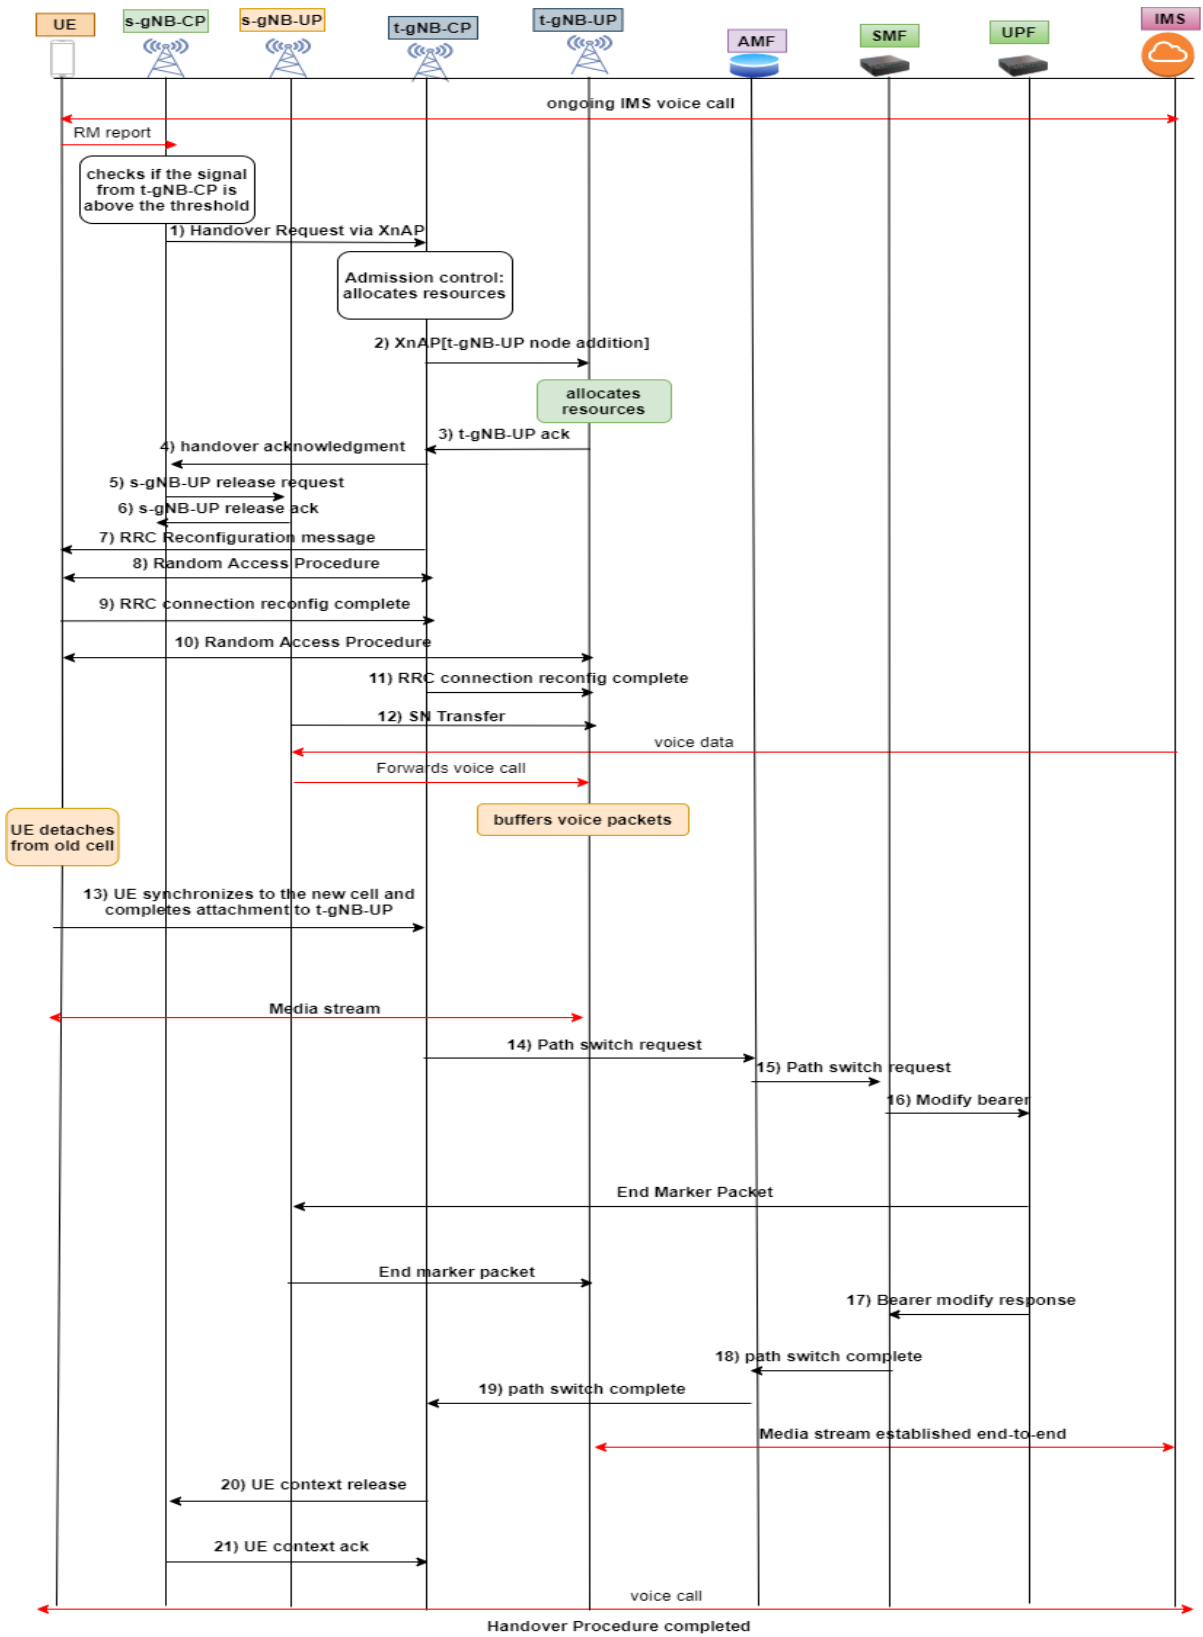 UE
s-gNB-CP
s-gNB-UP
t-gNB-CP
t-gNB-UP
AMF
SMF
UPF
IMS
ongoing IMS voice call
RM report
checks if the signal
from t-gNB-CP is
above the threshold
1) Handover Request via XnAP
Admission control:
allocates resources
2) XnAP[t-gNB-UP node addition]
allocates
resources
3) t-gNB-UP ack
4) handover acknowledgment
5) s-gNB-UP release request
6) s-gNB-UP release ack
7) RRC Reconfiguration message
8) Random Access Procedure
9) RRC connection reconfig complete
10) Random Access Procedure
11) RRC connection reconfig complete
12) SN Transfer
voice data
Forwards voice call
buffers voice packets
UE detaches
from old cell
13) UE synchronizes to the new cell and
completes attachment to t-gNB-UP
Media stream
14) Path switch request
15) Path switch request
16) Modify bearer
End Marker Packet
End marker packet
17) Bearer modify response
18) path switch complete
19) path switch complete
Media stream established end-to-end
20) UE context release
21) UE context ack
voice call
Handover Procedure completed